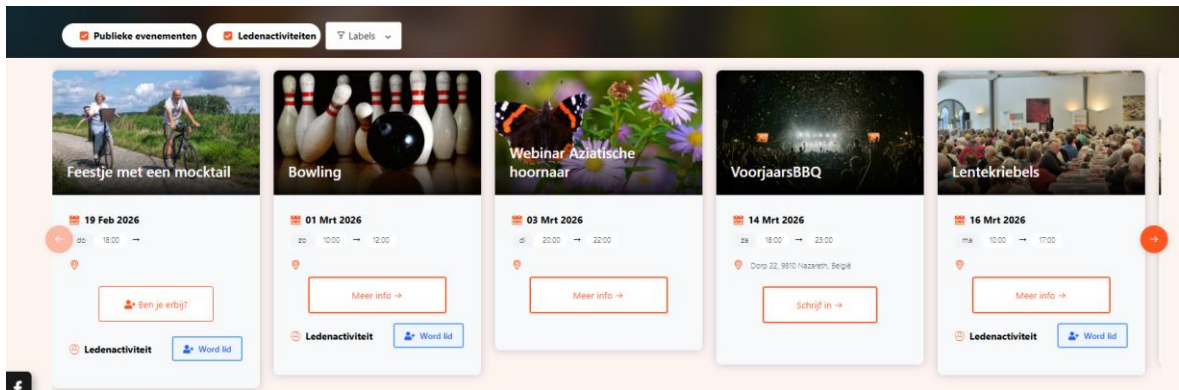 Publieke evenementen
Ledenactiviteiten
Labels
Feestje met een mocktail
19 Feb 2026
do 18:00 →
Ben je erbij?
Ledenactiviteit
Word lid
Bowling
01 Mrt 2026
zo 10:00 → 12:00
Meer info →
Ledenactiviteit
Word lid
Webinar Aziatische
hoornaar
03 Mrt 2026
di 20:00 → 22:00
Meer info →
VoorjaarsBBQ
14 Mrt 2026
za 18:00 → 23:00
Dorp 22, 9810 Nazareth, België
Schrijf in →
Lentekriebels
16 Mrt 2026
ma 10:00 → 17:00
Meer info →
Ledenactiviteit
Word lid